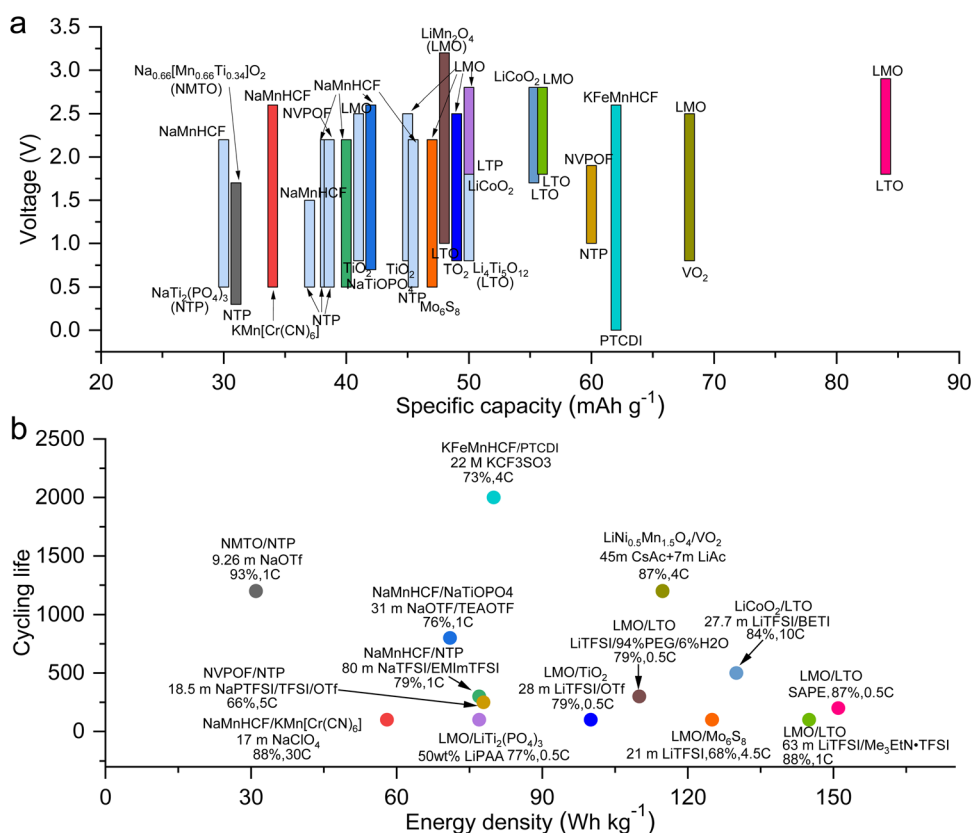 a
LiMn₂O₄
(LMO)
Na₀.₆₆[Mn₀.₆₆Ti₀.₃₄]O₂
(NMTO)
NaMnHCF
LMO
LiCoO₂ LMO
LMO
NaMnHCF
NVPOF
LMO
KFeMnHCF
LMO
NaMnHCF
LTP
LiCoO₂
NVPOF
LTO
LTO
LTO
NaMnHCF
LTO
NTP
TiO₂
TiO₂
TO₂
Li₄Ti₅O₁₂
(LTO)
VO₂
NaTiOPO₄
NaTi₂(PO₄)₃
(NTP)
NTP
NTP
NTP
Mo₆S₈
KMn[Cr(CN)₆]
PTCDI
Voltage (V)
3.5
3.0
2.5
2.0
1.5
1.0
0.5
0.0
20 30 40 50 60 70 80 90
Specific capacity (mAh g⁻¹)
b
Cycling life
2500
2000
1500
1000
500
0
KFeMnHCF/PTCDI
22 M KCF3SO3
73%,4C
NMTO/NTP
9.26 m NaOTf
93%,1C
LiNi₀.₅Mn₁.₅O₄/VO₂
45m CsAc+7m LiAc
87%,4C
NaMnHCF/NaTiOPO4
31 m NaOTF/TEAOTF
76%,1C
LiCoO₂/LTO
27.7 m LiTFSI/BETI
84%,10C
LMO/LTO
LiTFSI/94%PEG/6%H2O
79%,0.5C
NaMnHCF/NTP
80 m NaTFSI/EMImTFSI
79%,1C
NVPOF/NTP
18.5 m NaPTFSI/TFSI/OTf
66%,5C
LMO/TiO₂
28 m LiTFSI/OTf
79%,0.5C
LMO/LTO
SAPE,87%,0.5C
NaMnHCF/KMn[Cr(CN)₆]
17 m NaClO₄
88%,30C
LMO/LiTi₂(PO₄)₃
50wt% LiPAA 77%,0.5C
LMO/Mo₆S₈
21 m LiTFSI,68%,4.5C
LMO/LTO
63 m LiTFSI/Me₃EtN•TFSI
88%,1C
0 30 60 90 120 150
Energy density (Wh kg⁻¹)